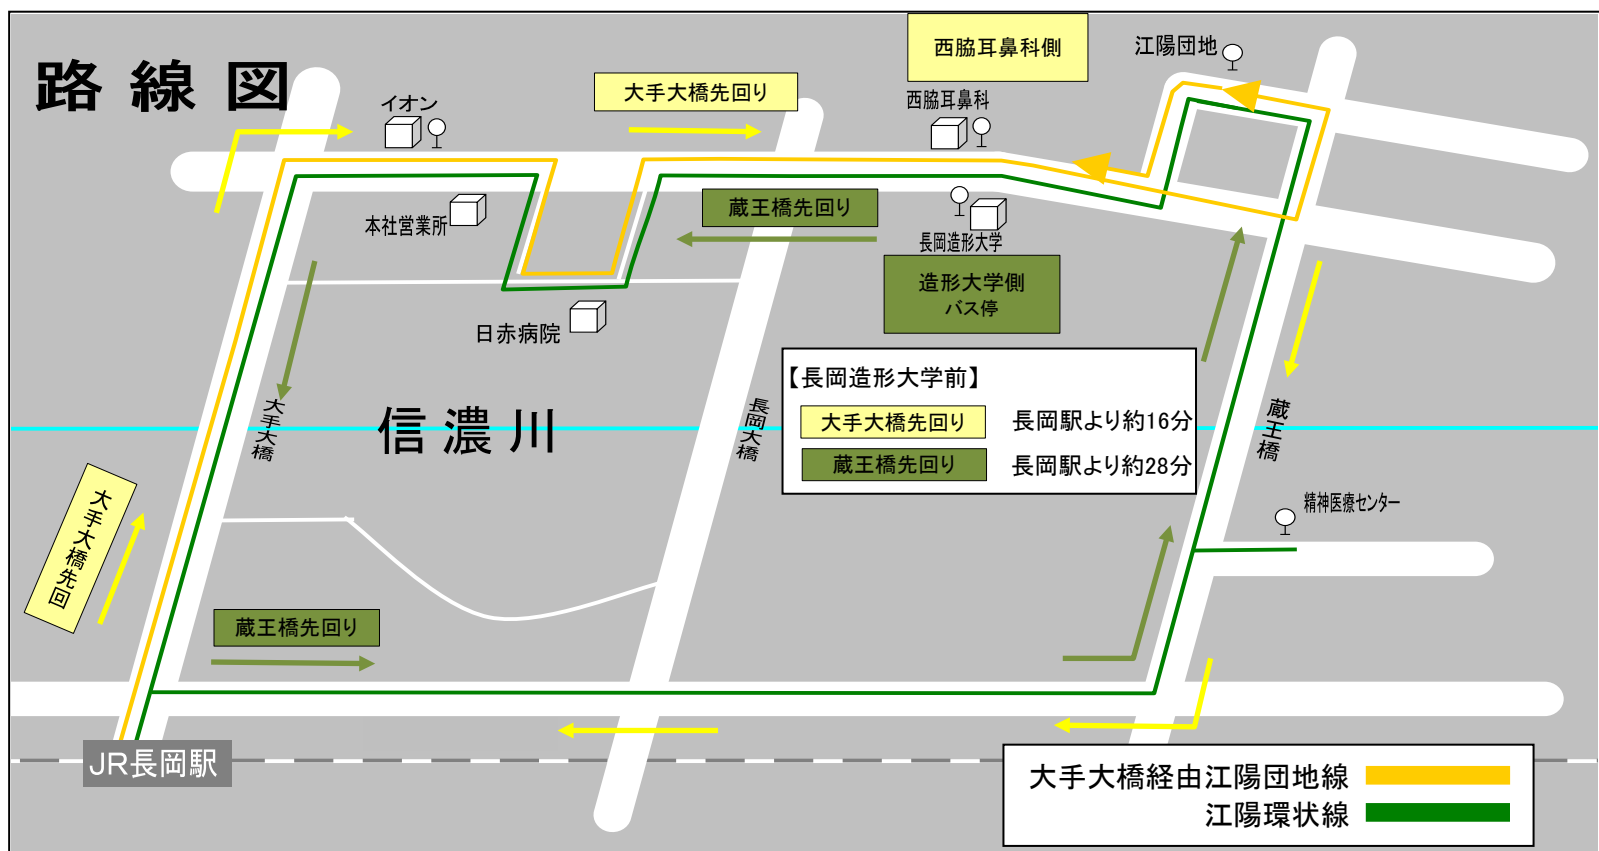 路線図
西脇耳鼻科側
江陽団地
イオン
大手大橋先回り
西脇耳鼻科
本社営業所
蔵王橋先回り
長岡造形大学
造形大学側
バス停
日赤病院
【長岡造形大学前】
大手大橋先回り 長岡駅より約16分
蔵王橋先回り 長岡駅より約28分
大手大橋
信濃川
長岡大橋
蔵王橋
精神医療センター
大手大橋先回
蔵王橋先回り
JR長岡駅
大手大橋経由江陽団地線
江陽環状線